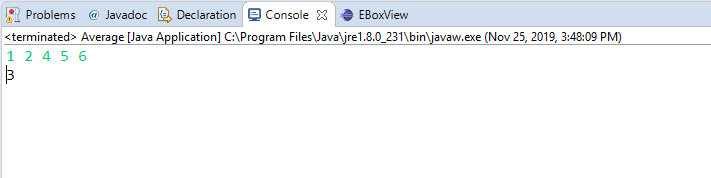 Problems @ Javadoc Declaration Console EBoxView
<terminated> Average [Java Application] C:\Program Files\Java\jre1.8.0_231\bin\javaw.exe (Nov 25, 2019, 3:48:09 PM)
1 2 4 5 6
3